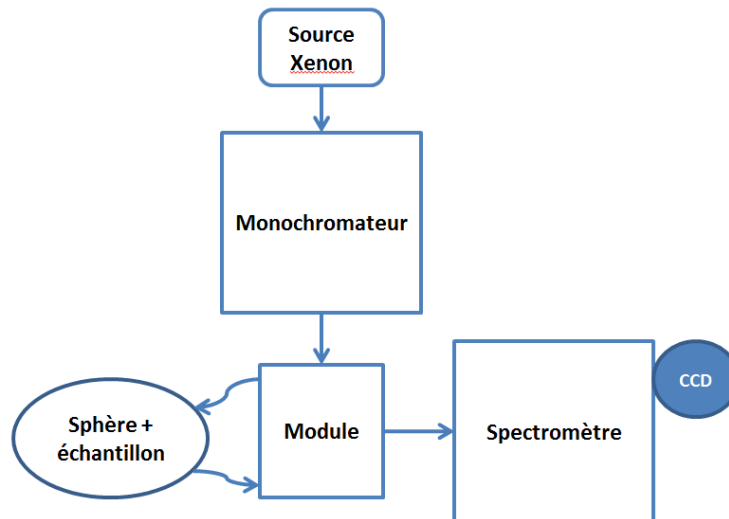 Source
Xenon
Monochromateur
Sphère +
échantillon
Module
Spectromètre
CCD